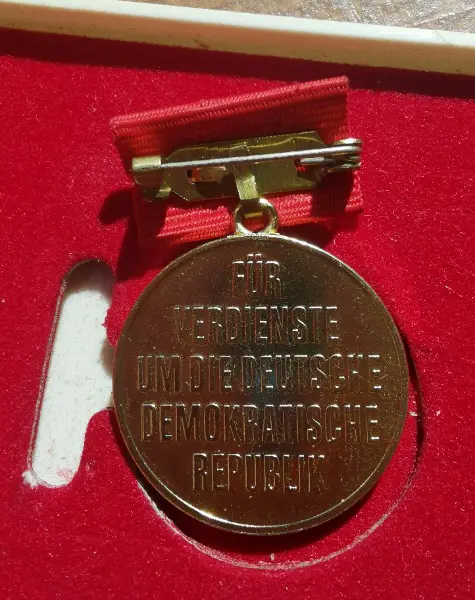 FÜR
VERDIENSTE
UM DIE DEUTSCHE
DEMOKRATISCHE
REPUBLIK